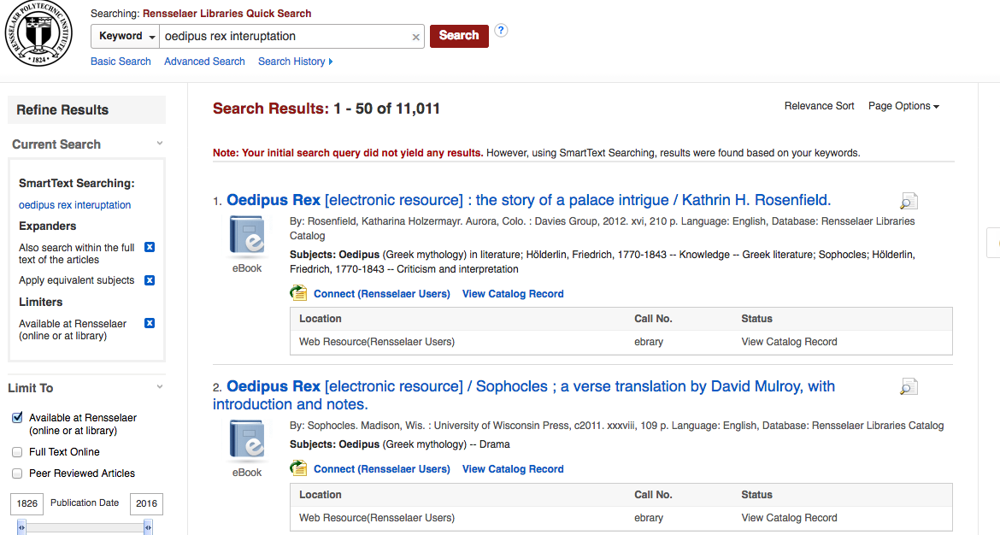 RENSSELAER POLYTECHNIC INSTITUTE
· 1824 ·
Searching: Rensselaer Libraries Quick Search
Keyword
oedipus rex interuptation
×
Search
?
Basic Search
Advanced Search
Search History
Refine Results
Current Search
SmartText Searching:
oedipus rex interuptation
Expanders
Also search within the full
text of the articles
Apply equivalent subjects
Limiters
Available at Rensselaer
(online or at library)
Limit To
Available at Rensselaer
(online or at library)
Full Text Online
Peer Reviewed Articles
1826 Publication Date 2016
Search Results: 1 - 50 of 11,011
Relevance Sort
Page Options
Note: Your initial search query did not yield any results. However, using SmartText Searching, results were found based on your keywords.
1. Oedipus Rex [electronic resource] : the story of a palace intrigue / Kathrin H. Rosenfield.
eBook
By: Rosenfield, Katharina Holzermayr. Aurora, Colo. : Davies Group, 2012. xvi, 210 p. Language: English, Database: Rensselaer Libraries
Catalog
Subjects: Oedipus (Greek mythology) in literature; Hölderlin, Friedrich, 1770-1843 -- Knowledge -- Greek literature; Sophocles; Hölderlin,
Friedrich, 1770-1843 -- Criticism and interpretation
Connect (Rensselaer Users) View Catalog Record
Location Call No. Status
Web Resource(Rensselaer Users) ebrary View Catalog Record
2. Oedipus Rex [electronic resource] / Sophocles ; a verse translation by David Mulroy, with
introduction and notes.
eBook
By: Sophocles. Madison, Wis. : University of Wisconsin Press, c2011. xxxviii, 109 p. Language: English, Database: Rensselaer Libraries Catalog
Subjects: Oedipus (Greek mythology) -- Drama
Connect (Rensselaer Users) View Catalog Record
Location Call No. Status
Web Resource(Rensselaer Users) ebrary View Catalog Record